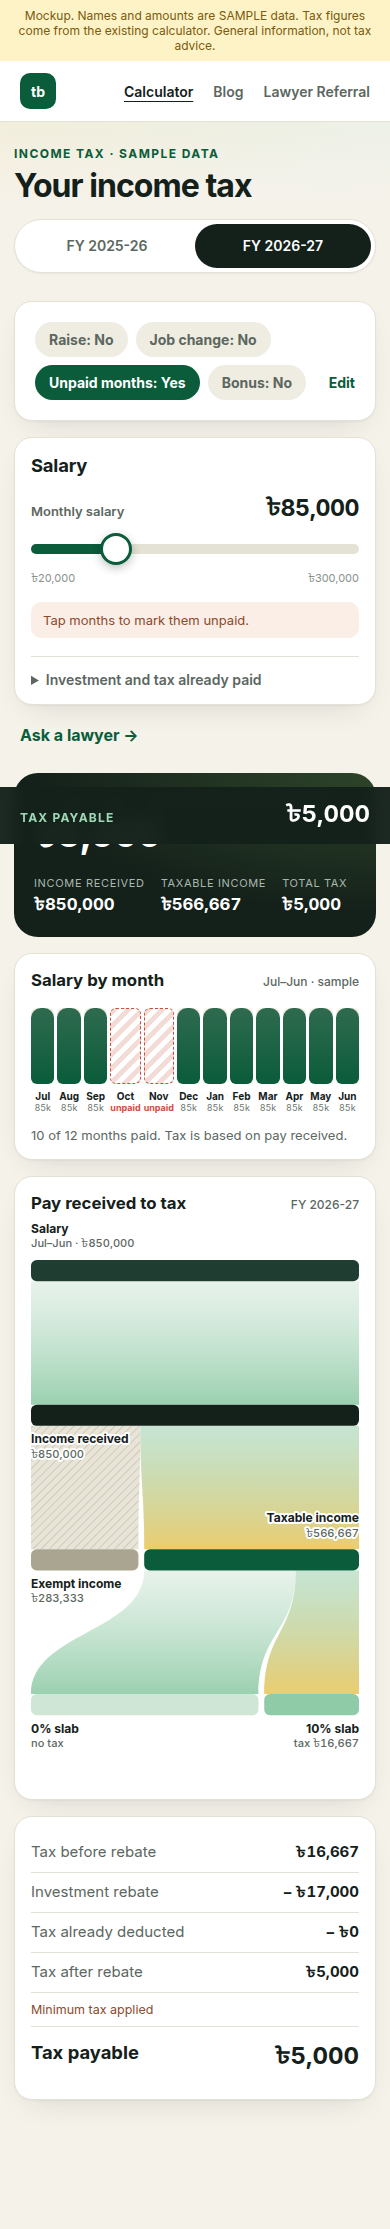 Mockup. Names and amounts are SAMPLE data. Tax figures
come from the existing calculator. General information, not tax
advice.
tb
Calculator Blog Lawyer Referral
INCOME TAX · SAMPLE DATA
Your income tax
FY 2025-26 FY 2026-27
Raise: No Job change: No
Unpaid months: Yes Bonus: No Edit
Salary
Monthly salary ৳85,000
৳20,000 ৳300,000
Tap months to mark them unpaid.
▶ Investment and tax already paid
Ask a lawyer →
TAX PAYABLE ৳5,000
INCOME RECEIVED TAXABLE INCOME TOTAL TAX
৳850,000 ৳566,667 ৳5,000
Salary by month Jul–Jun · sample
Jul Aug Sep Oct Nov Dec Jan Feb Mar Apr May Jun
85k 85k 85k unpaid unpaid 85k 85k 85k 85k 85k 85k 85k
10 of 12 months paid. Tax is based on pay received.
Pay received to tax FY 2026-27
Salary
Jul–Jun · ৳850,000
Income received
৳850,000
Taxable income
৳566,667
Exempt income
৳283,333
0% slab 10% slab
no tax tax ৳16,667
Tax before rebate ৳16,667
Investment rebate – ৳17,000
Tax already deducted – ৳0
Tax after rebate ৳5,000
Minimum tax applied
Tax payable ৳5,000